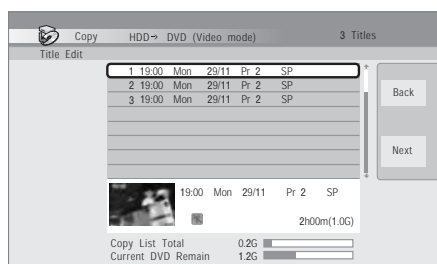 Copy HDD→ DVD (Video mode) 3 Titles
Title Edit
1 19:00 Mon 29/11 Pr 2 SP
2 19:00 Mon 29/11 Pr 2 SP
3 19:00 Mon 29/11 Pr 2 SP
Back
Next
19:00 Mon 29/11 Pr 2 SP
2h00m(1.0G)
Copy List Total 0.2G
Current DVD Remain 1.2G